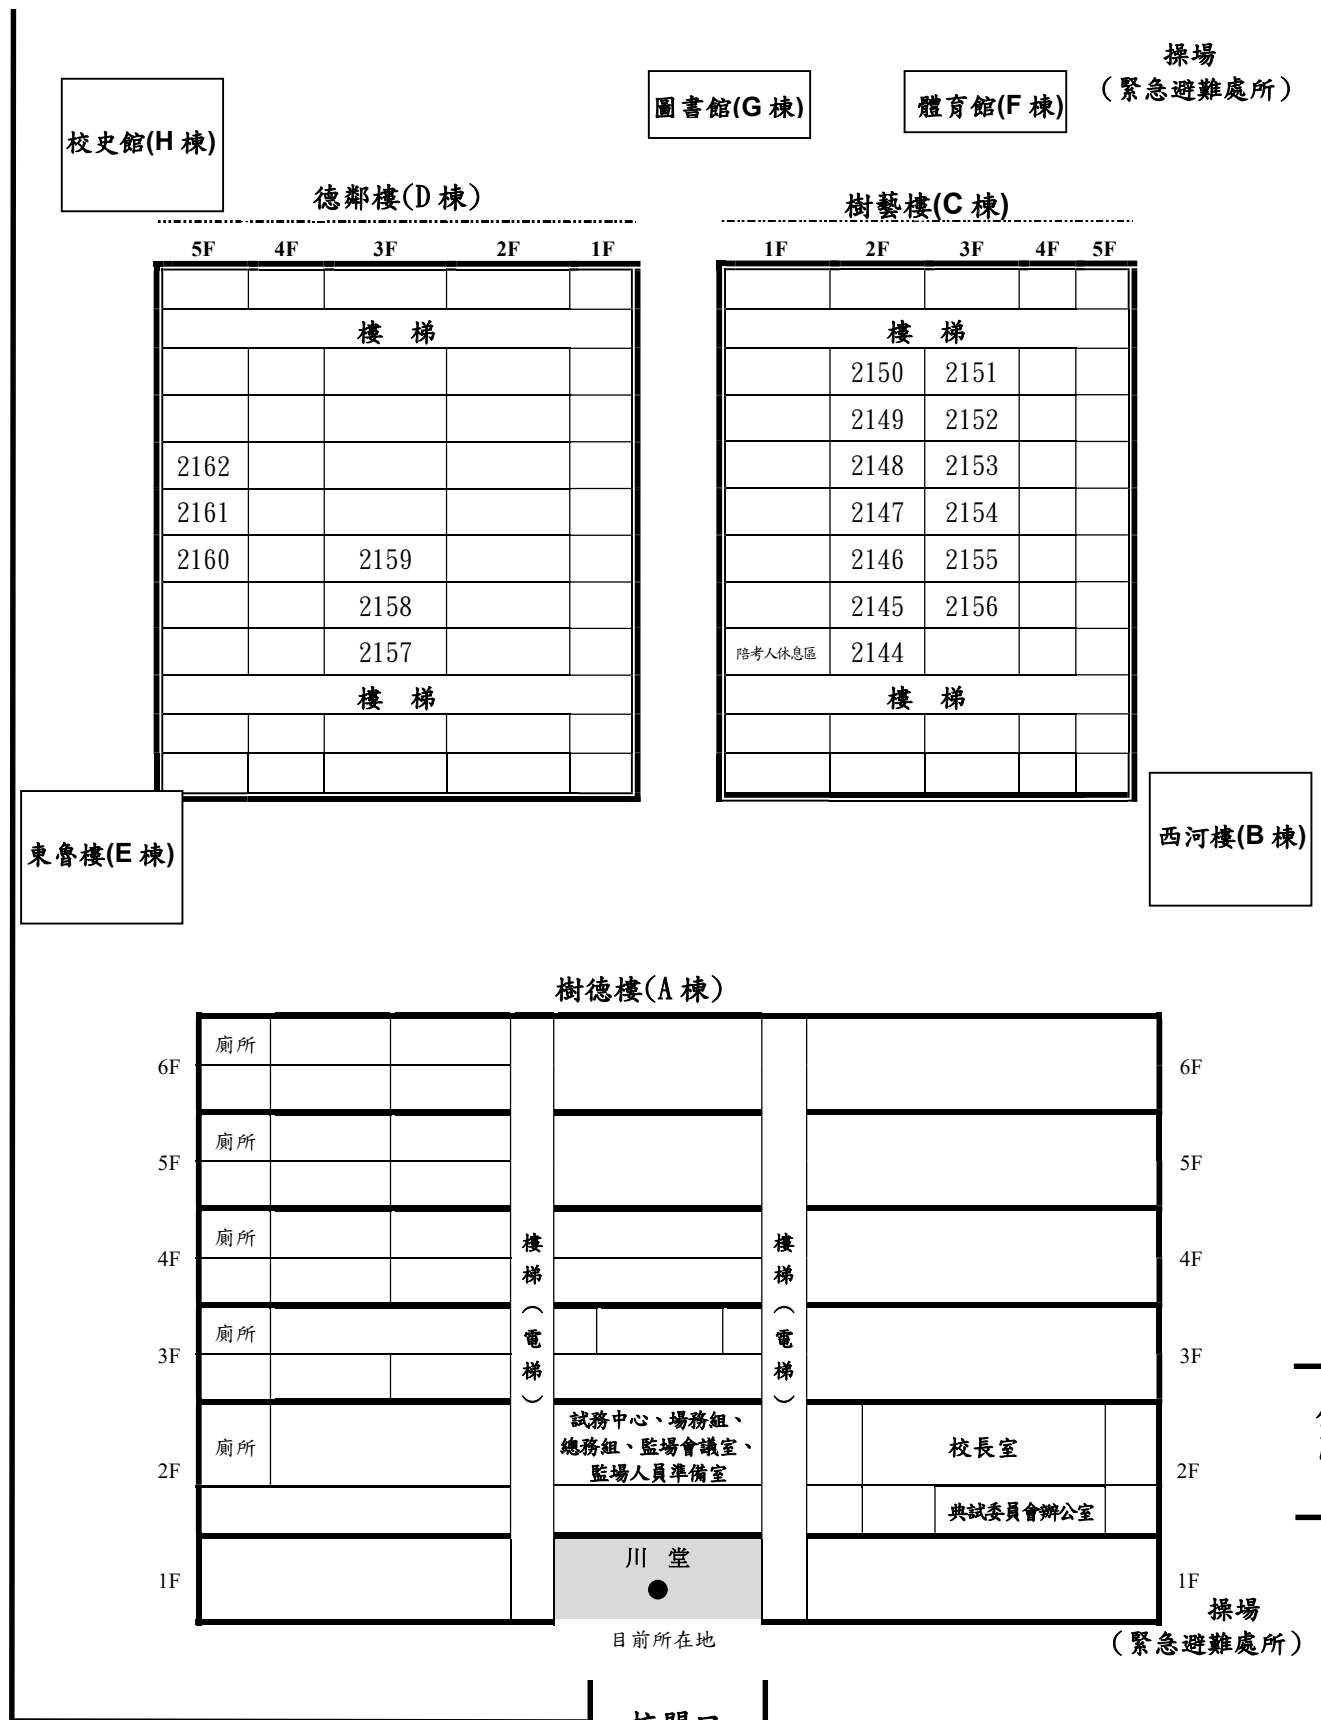 操場
（緊急避難處所）
圖書館(G 棟)
體育館(F 棟)
校史館(H 棟)
德鄰樓(D 棟)
樹藝樓(C 棟)
5F 4F 3F 2F 1F
1F 2F 3F 4F 5F
樓 梯
樓 梯
2150 2151
2149 2152
2162
2148 2153
2161
2147 2154
2160 2159
2146 2155
2158
2145 2156
2157
陪考人休息區 2144
樓 梯
樓 梯
東魯樓(E 棟)
西河樓(B 棟)
樹德樓(A 棟)
廁所
6F 6F
廁所
5F 5F
廁所
4F 4F
廁所
3F 3F
樓梯（電梯）
樓梯（電梯）
試務中心、場務組、
總務組、監場會議室、
監場人員準備室
廁所
校長室
2F 2F
典試委員會辦公室
川 堂
1F 1F
目前所在地
操場
（緊急避難處所）